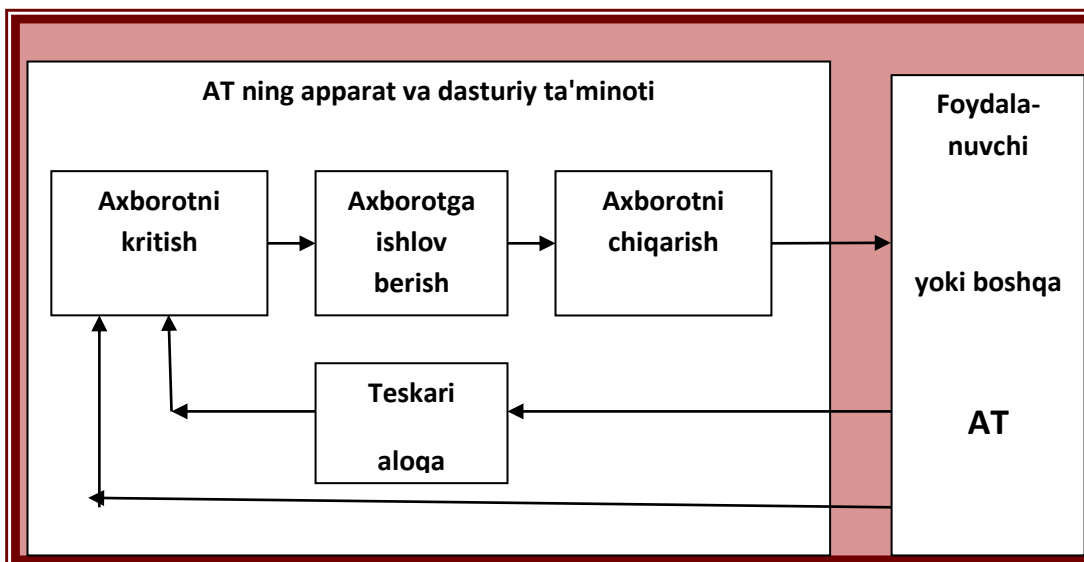 AT ning apparat va dasturiy ta'minoti
Axborotni
kritish
Axborotga
ishlov
berish
Axborotni
chiqarish
Teskari
aloqa
Foydala-
nuvchi
yoki boshqa
AT